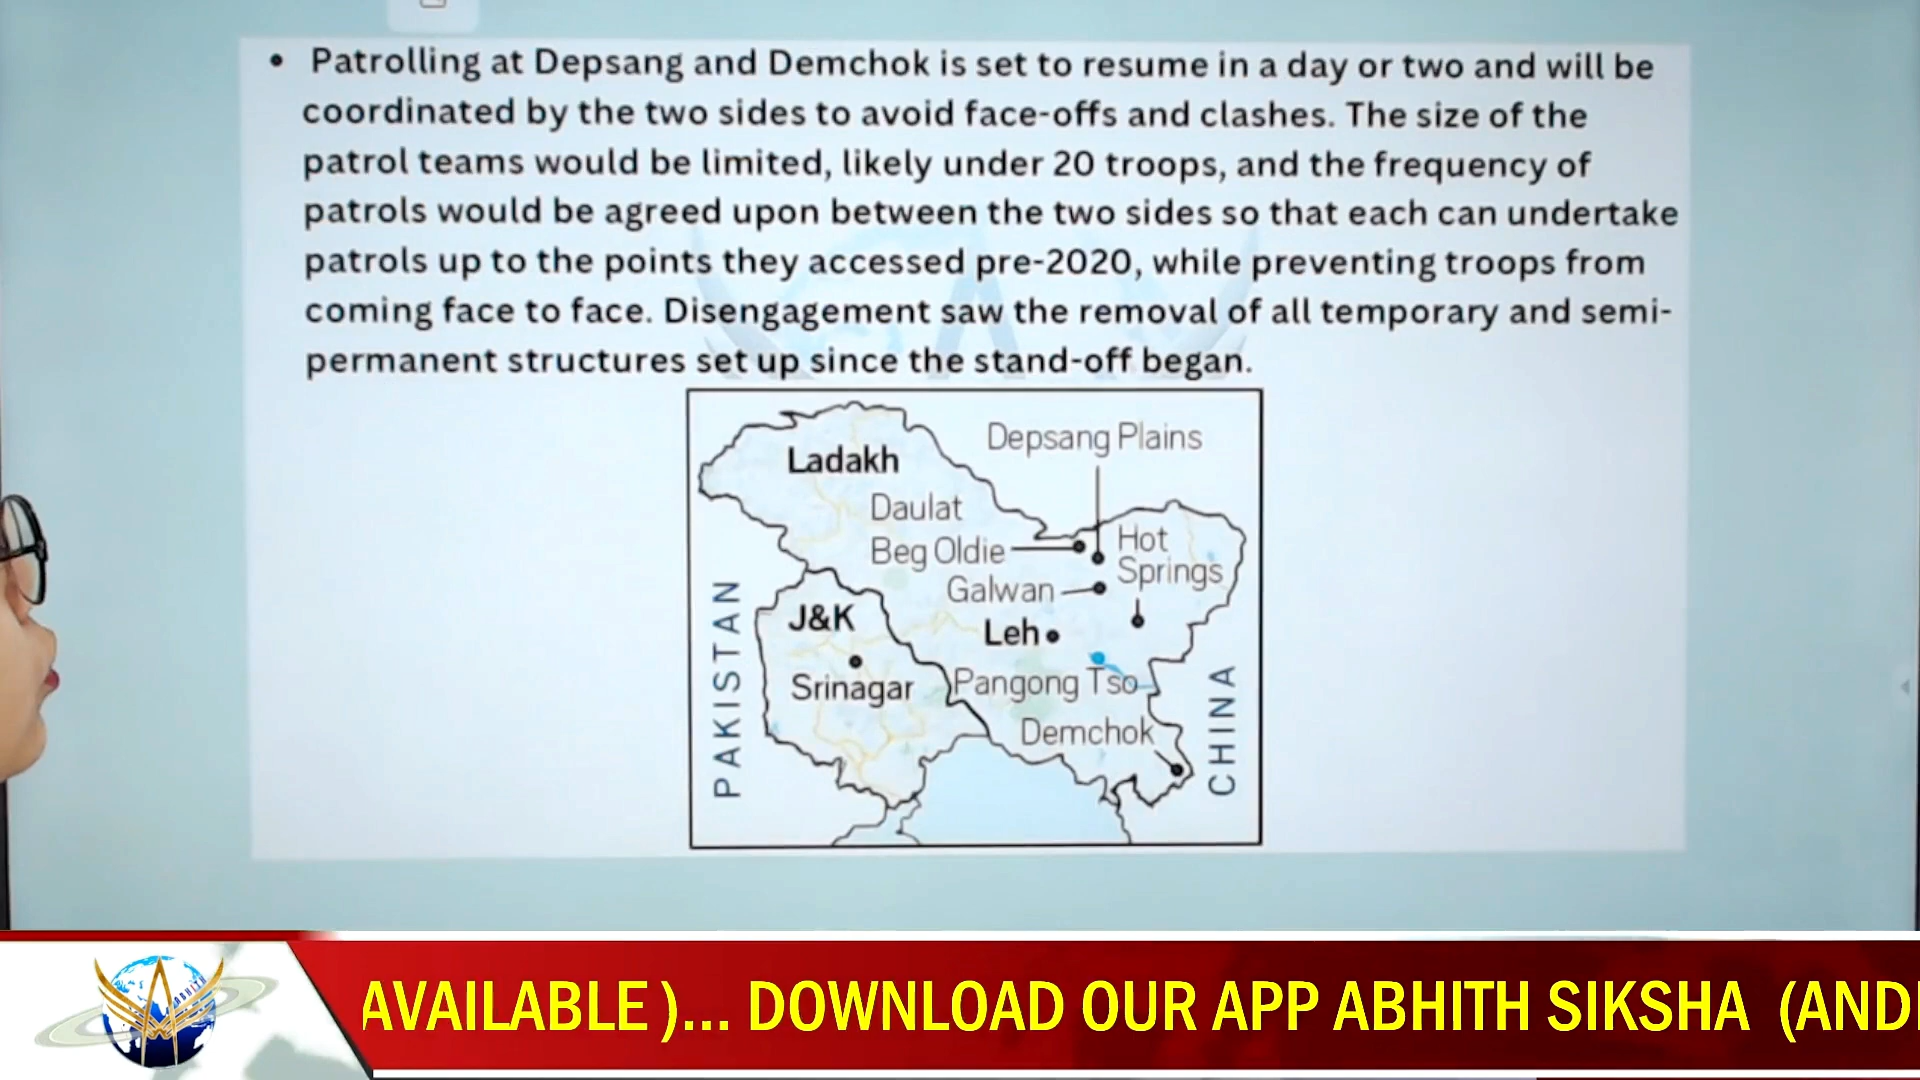 • Patrolling at Depsang and Demchok is set to resume in a day or two and will be
coordinated by the two sides to avoid face-offs and clashes. The size of the
patrol teams would be limited, likely under 20 troops, and the frequency of
patrols would be agreed upon between the two sides so that each can undertake
patrols up to the points they accessed pre-2020, while preventing troops from
coming face to face. Disengagement saw the removal of all temporary and semi-
permanent structures set up since the stand-off began.
Depsang Plains
Ladakh
Daulat
Beg Oldie
Hot
Springs
Galwan
J&K
Leh
Srinagar
Pangong Tso
Demchok
PAKISTAN
CHINA
ABHITH
AVAILABLE )... DOWNLOAD OUR APP ABHITH SIKSHA (AND